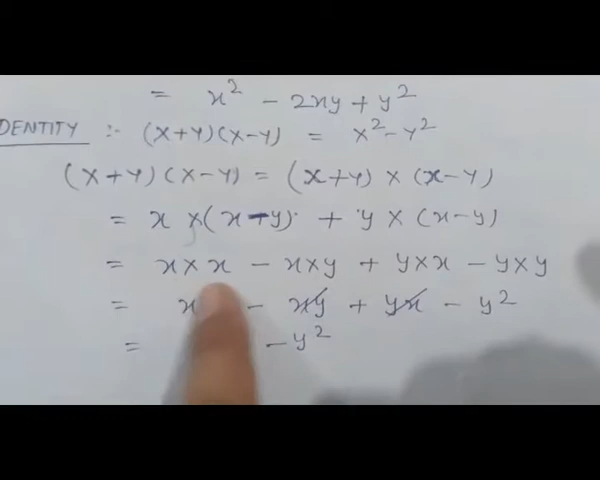 = x² - 2xy + y²
DENTITY :- (X+Y)(X-Y) = X² - Y²
(X+Y)(X-Y) = (x+y) × (x-y)
= x × (x-y) + y × (x-y)
= x × x - x×y + y×x - y×y
= x - xy + yx - y²
= - y²